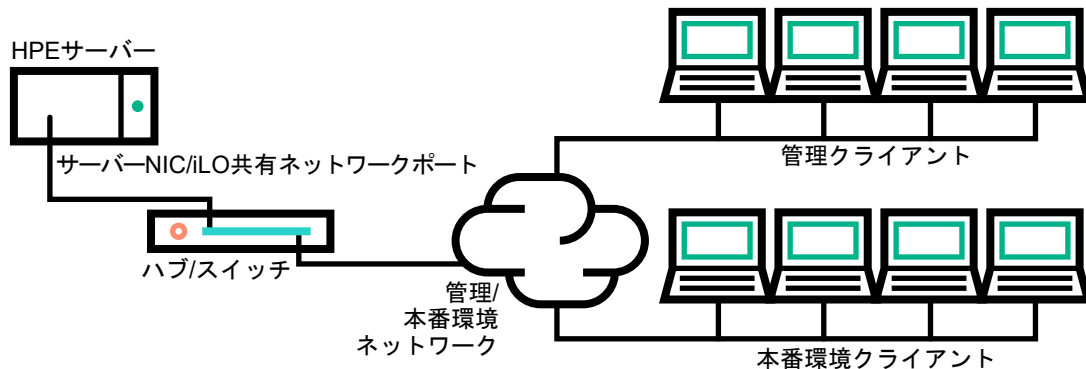 HPEサーバー
サーバーNIC/iLO共有ネットワークポート
ハブ/スイッチ
管理/
本番環境
ネットワーク
管理クライアント
本番環境クライアント